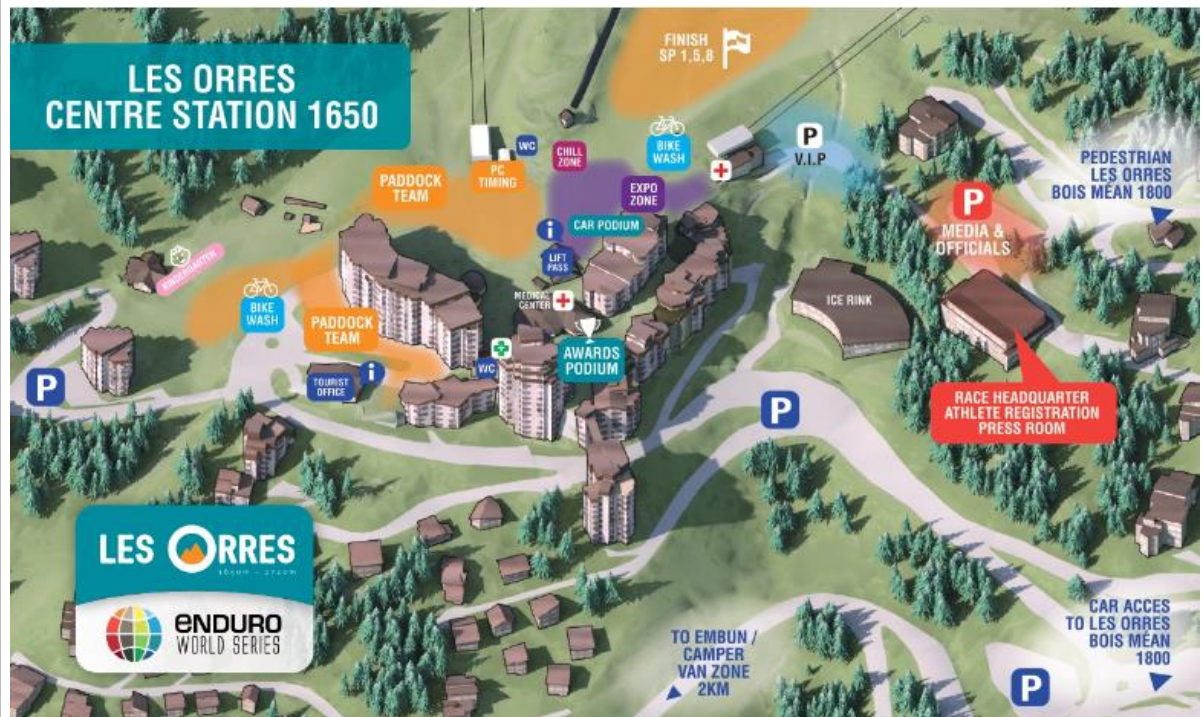 LES ORRES
CENTRE STATION 1650
FINISH
SP 1,5,8
WC
CHILL
ZONE
BIKE
WASH
P
V.I.P
PC
TIMING
PADDOCK
TEAM
EXPO
ZONE
PEDESTRIAN
LES ORRES
BOIS MÉAN 1800
P
MEDIA &
OFFICIALS
i
CAR PODIUM
LIFT
PASS
KINDERGARTEN
MEDICAL
CENTER
ICE RINK
BIKE
WASH
PADDOCK
TEAM
AWARDS
PODIUM
WC
i
TOURIST
OFFICE
P
P
RACE HEADQUARTER
ATHLETE REGISTRATION
PRESS ROOM
LES ORRES
ENDURO
WORLD SERIES
TO EMBUN /
CAMPER
VAN ZONE
2KM
P
CAR ACCES
TO LES ORRES
BOIS MÉAN
1800